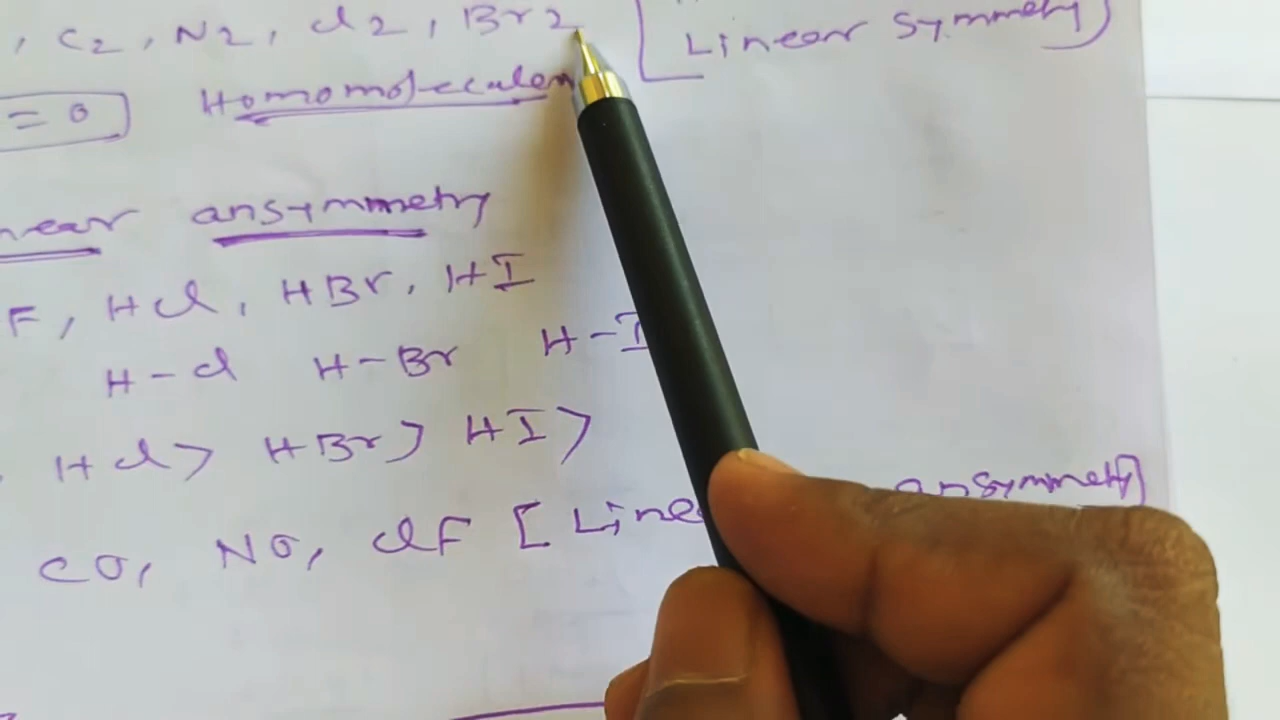 , C2, N2, Cl2, Br2 [Linear Symmetry)
= 0 Homomolecular
near ansymmetry
F, HCl, HBr, HI
H-Cl H-Br H-I
HCl> HBr> HI>
CO, NO, ClF [Line ansymmetry]